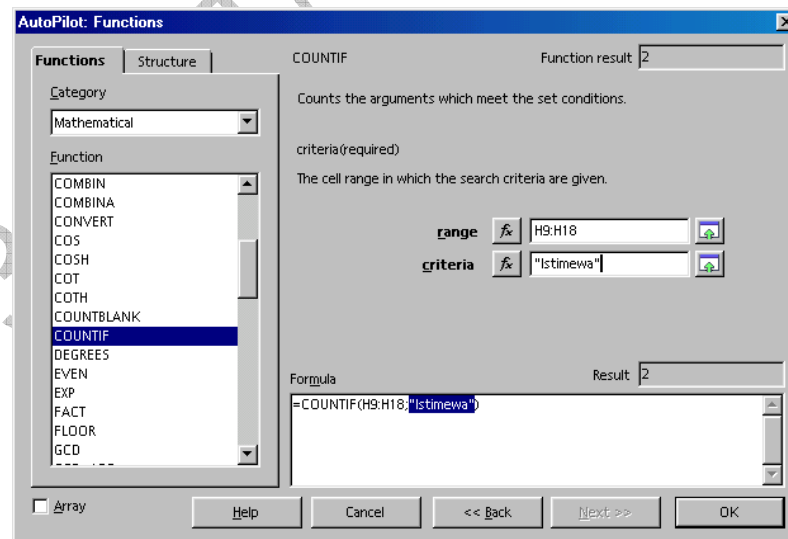 AutoPilot: Functions
Functions
Structure
Category
Mathematical
Function
COMBIN
COMBINA
CONVERT
COS
COSH
COT
COTH
COUNTBLANK
COUNTIF
DEGREES
EVEN
EXP
FACT
FLOOR
GCD
COUNTIF
Function result 2
Counts the arguments which meet the set conditions.
criteria(required)
The cell range in which the search criteria are given.
range fx H9:H18
criteria fx "Istimewa"
Formula
Result 2
=COUNTIF(H9:H18;"Istimewa")
Array
Help
Cancel
<< Back
Next >>
OK